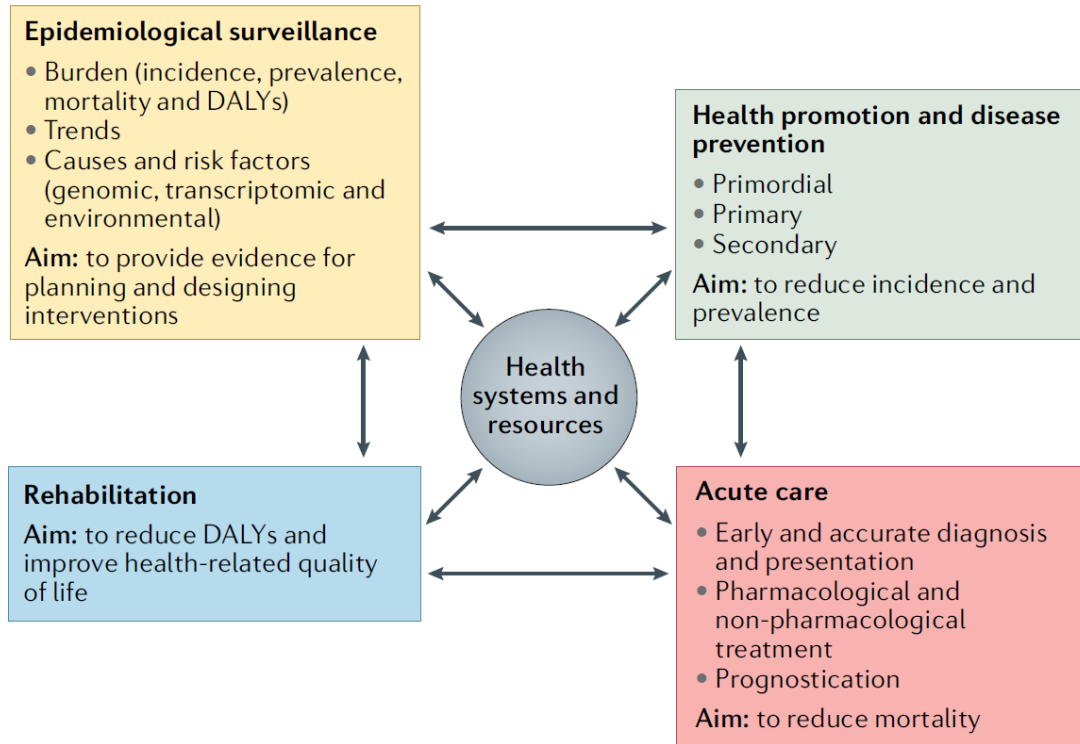 Epidemiological surveillance
• Burden (incidence, prevalence,
mortality and DALYs)
• Trends
• Causes and risk factors
(genomic, transcriptomic and
environmental)
Aim: to provide evidence for
planning and designing
interventions
Health promotion and disease
prevention
• Primordial
• Primary
• Secondary
Aim: to reduce incidence and
prevalence
Health
systems and
resources
Rehabilitation
Aim: to reduce DALYs and
improve health-related quality
of life
Acute care
• Early and accurate diagnosis
and presentation
• Pharmacological and
non-pharmacological
treatment
• Prognostication
Aim: to reduce mortality